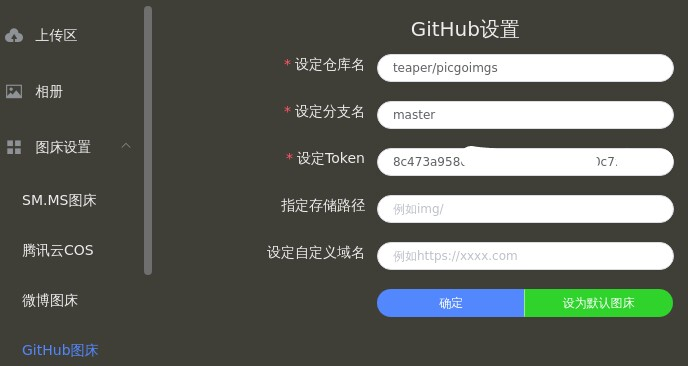 上传区
相册
图床设置
SM.MS图床
腾讯云COS
微博图床
GitHub图床
GitHub设置
* 设定仓库名
teaper/picgoimgs
* 设定分支名
master
* 设定Token
8c473a958
指定存储路径
例如img/
设定自定义域名
例如https://xxxx.com
确定
设为默认图床